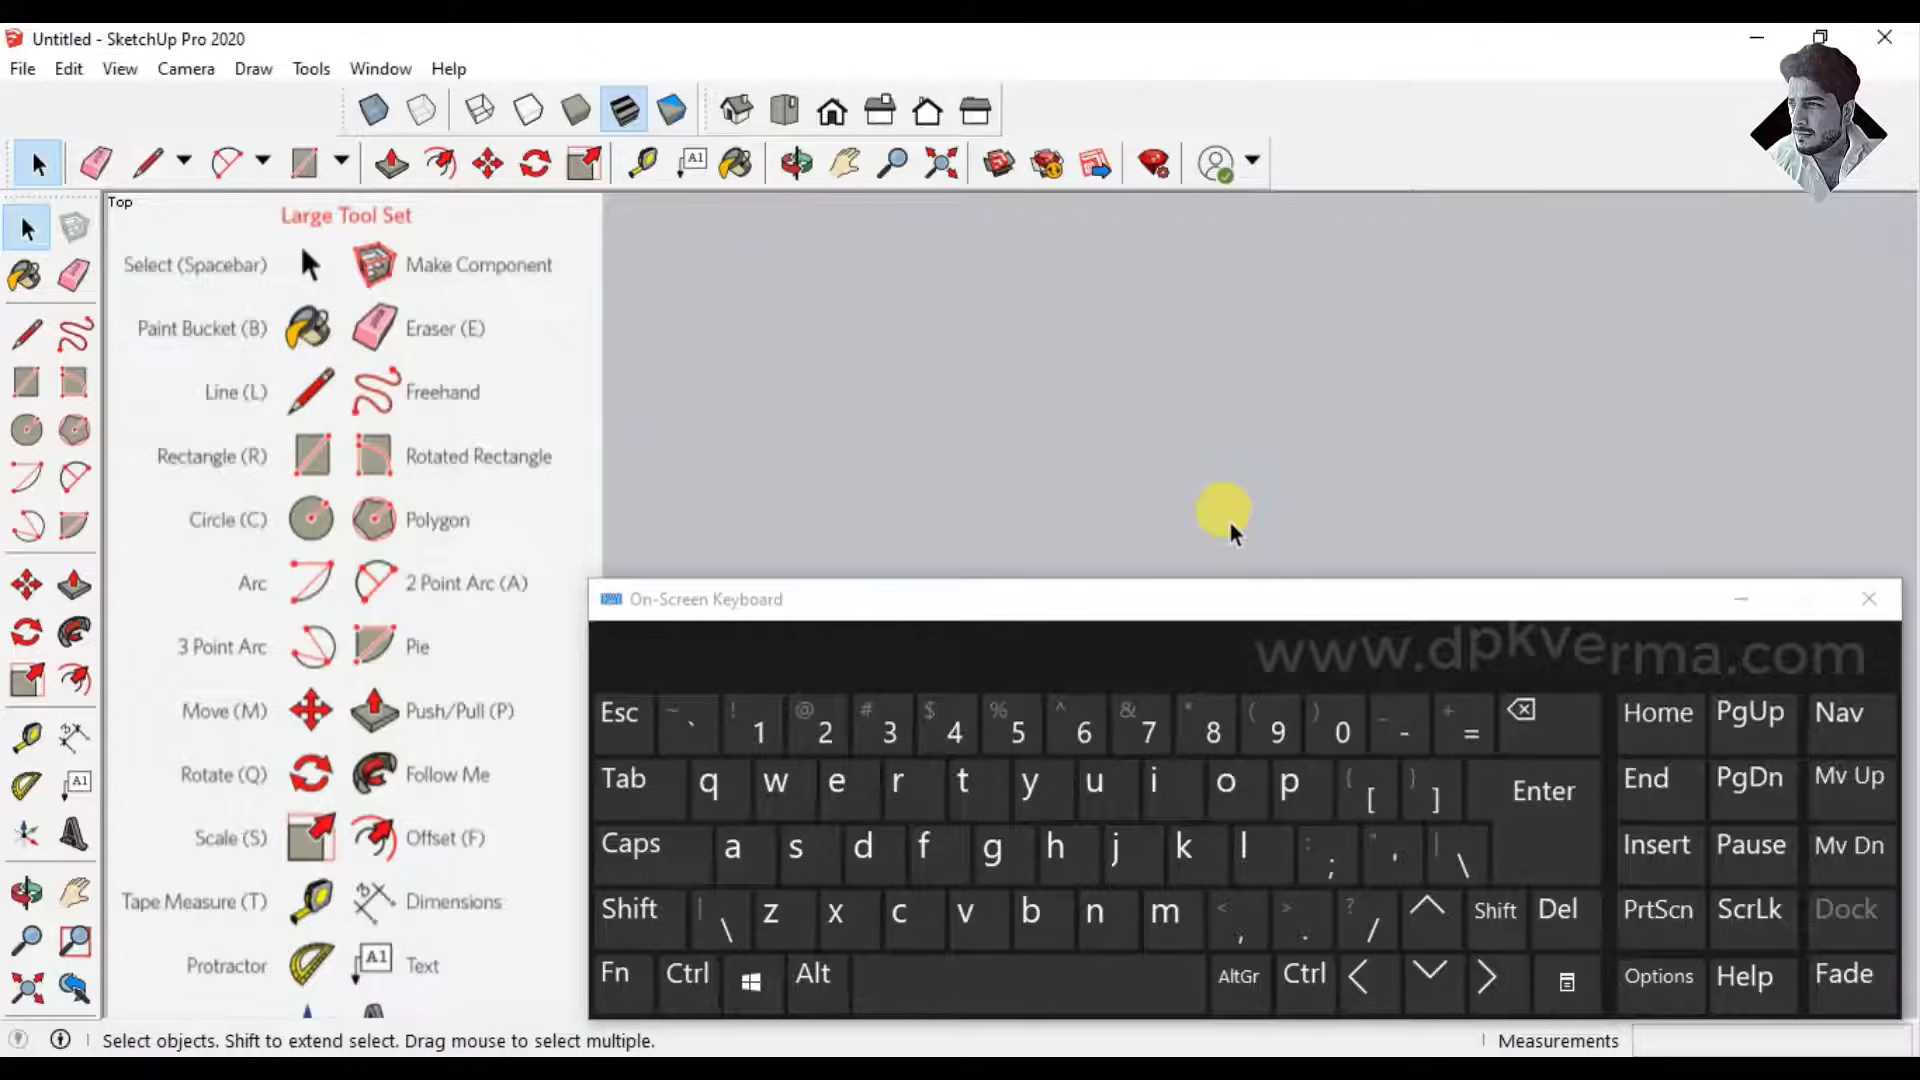 Untitled - SketchUp Pro 2020
File Edit View Camera Draw Tools Window Help
A1
Top
Large Tool Set
Select (Spacebar) Make Component
Paint Bucket (B) Eraser (E)
Line (L) Freehand
Rectangle (R) Rotated Rectangle
Circle (C) Polygon
Arc 2 Point Arc (A)
3 Point Arc Pie
Move (M) Push/Pull (P)
Rotate (Q) Follow Me
Scale (S) Offset (F)
Tape Measure (T) 3 Dimensions
Protractor A1 Text
A1
On-Screen Keyboard
www.dpkverma.com
Esc ~ ` ! 1 @ 2 # 3 $ 4 % 5 ^ 6 & 7 * 8 ( 9 ) 0 _ - + = Home PgUp Nav
Tab q w e r t y u i o p { [ } ] Enter End PgDn Mv Up
Caps a s d f g h j k l : ; " ' | \ Insert Pause Mv Dn
Shift | \ z x c v b n m < , > . ? / Shift Del PrtScn ScrLk Dock
Fn Ctrl Alt AltGr Ctrl Options Help Fade
Select objects. Shift to extend select. Drag mouse to select multiple.
Measurements